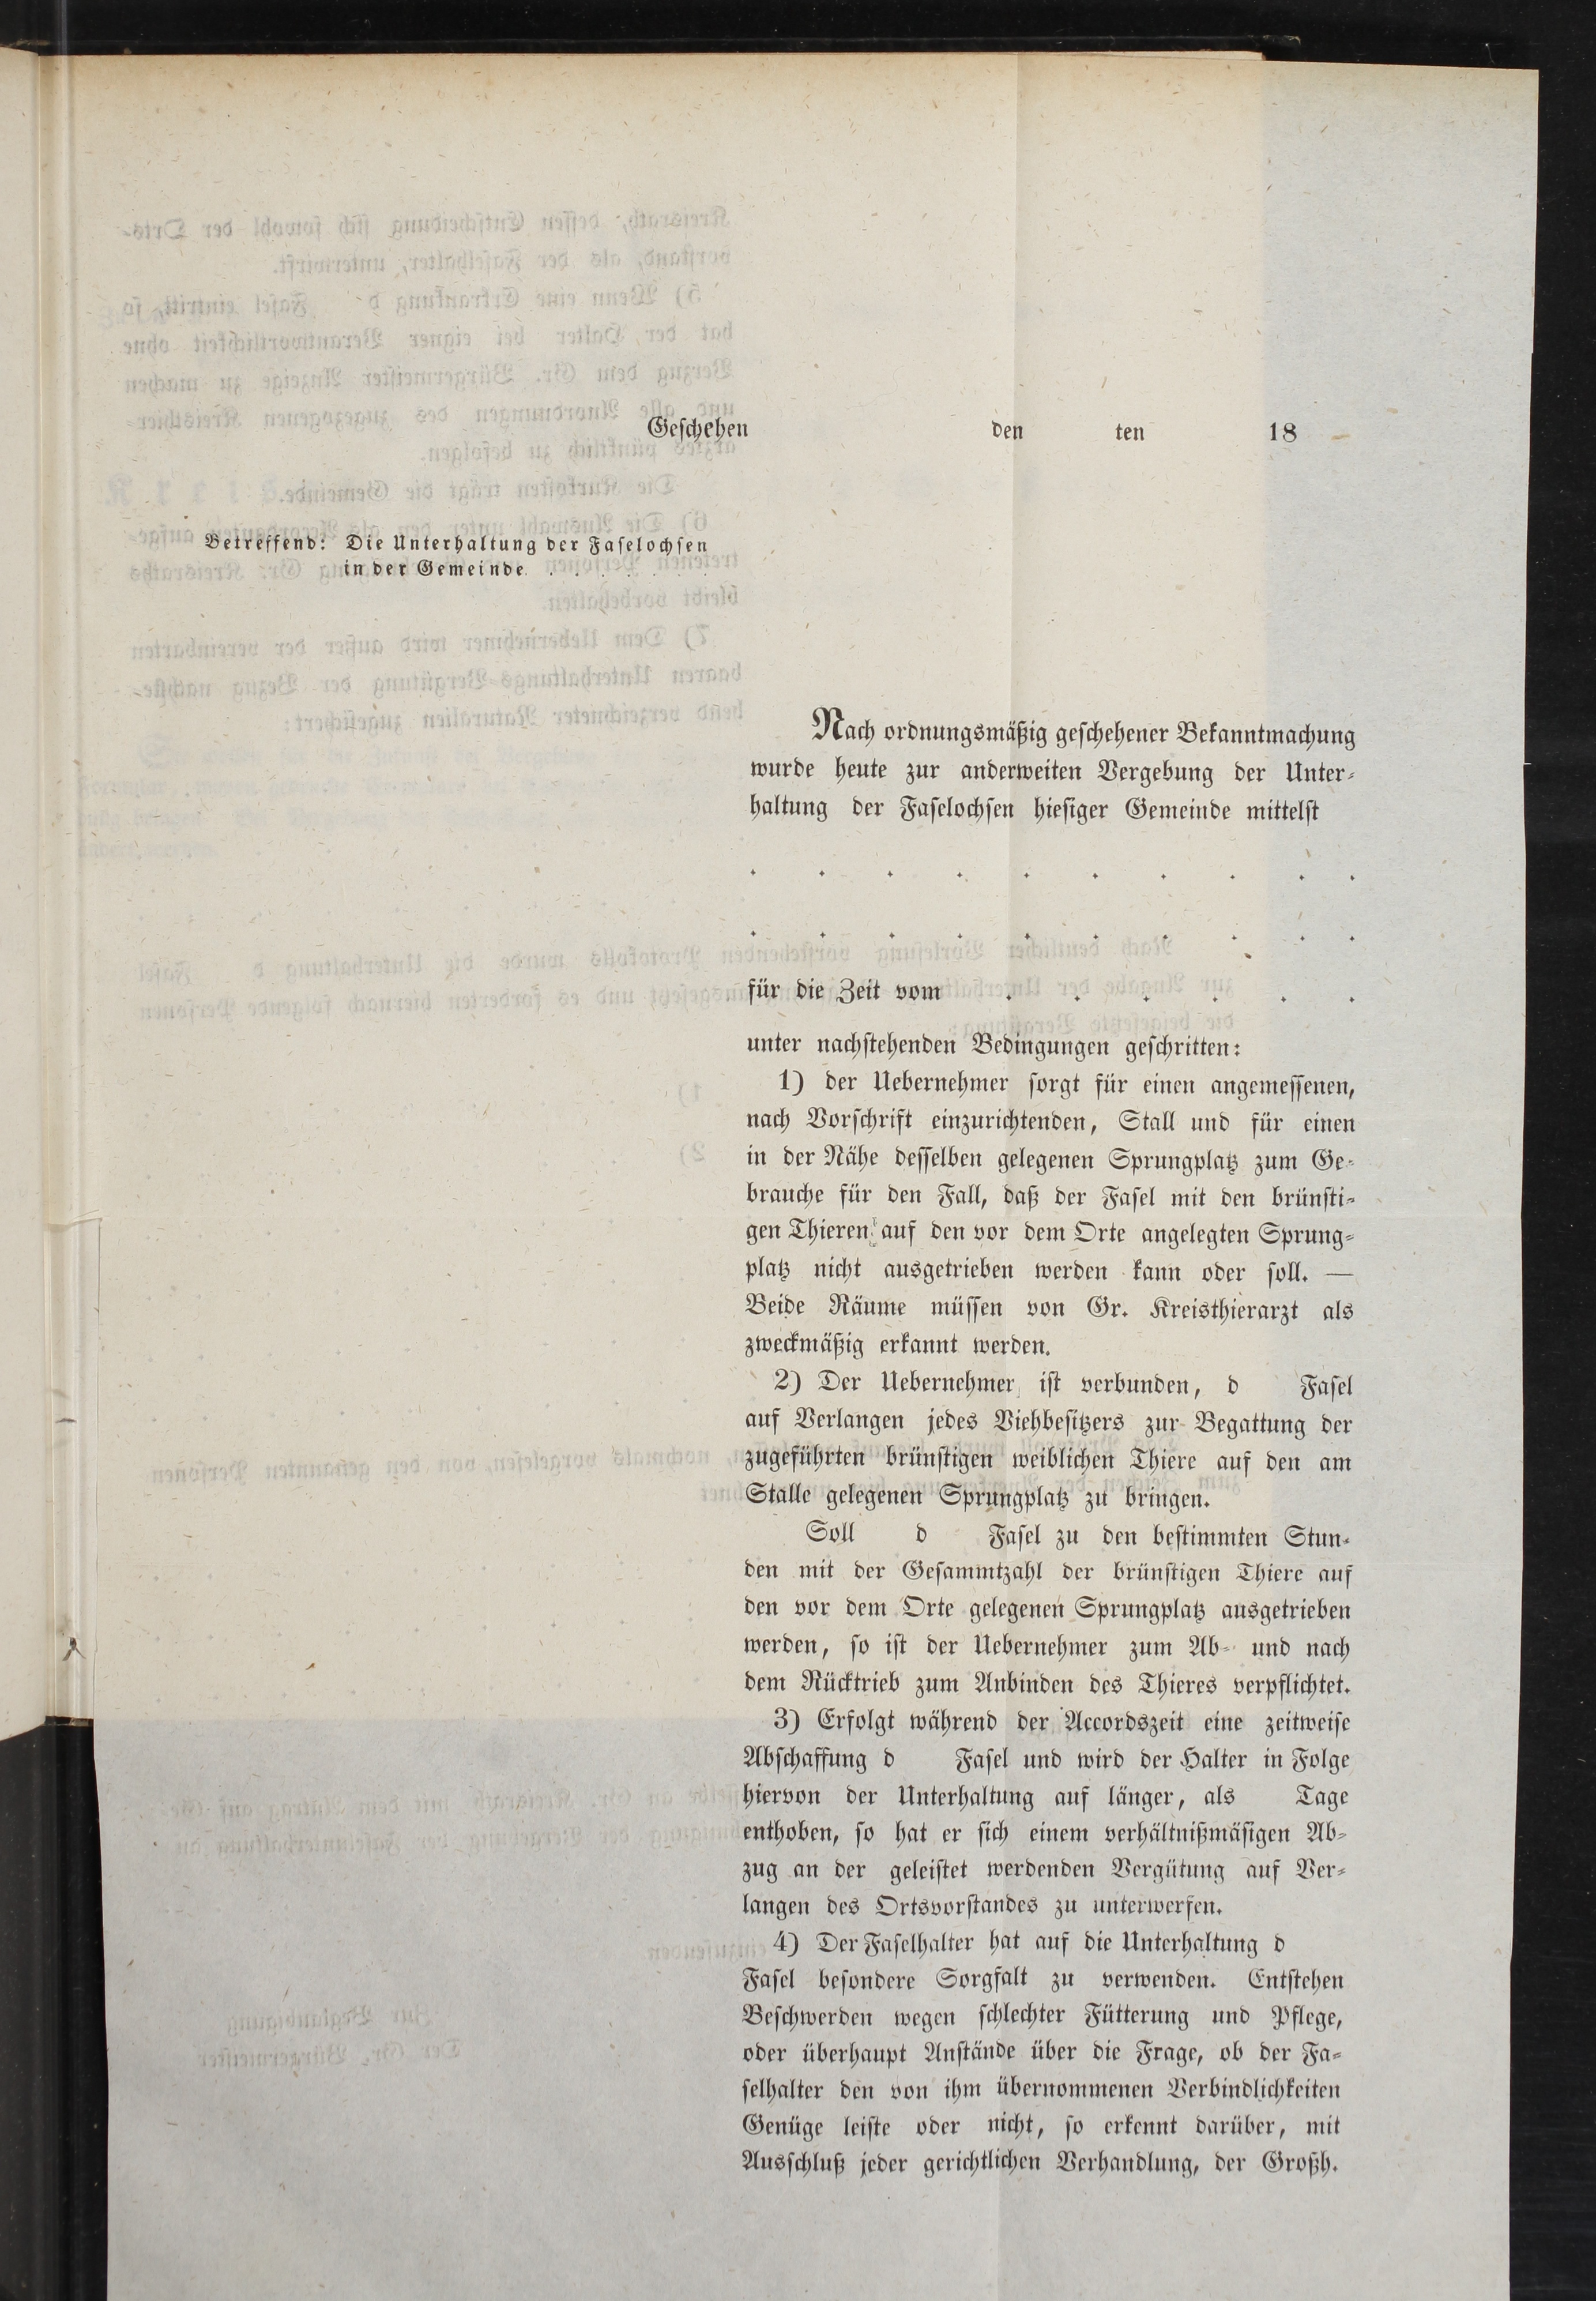 Geschehen den ten 18
Betreffend: Die Unterhaltung der Faselochsen
in der Gemeinde . . . . . .
Nach ordnungsmäßig geschehener Bekanntmachung
wurde heute zur anderweiten Vergebung der Unter-
haltung der Faselochsen hiesiger Gemeinde mittelst
. . . . . . . . . .
. . . . . . . . . .
für die Zeit vom . . . . . .
unter nachstehenden Bedingungen geschritten:
1) der Uebernehmer sorgt für einen angemessenen,
nach Vorschrift einzurichtenden, Stall und für einen
in der Nähe desselben gelegenen Sprungplatz zum Ge-
brauche für den Fall, daß der Fasel mit den brünsti-
gen Thieren auf den vor dem Orte angelegten Sprung-
platz nicht ausgetrieben werden kann oder soll. —
Beide Räume müssen von Gr. Kreisthierarzt als
zweckmäßig erkannt werden.
2) Der Uebernehmer ist verbunden, d Fasel
auf Verlangen jedes Viehbesitzers zur Begattung der
zugeführten brünstigen weiblichen Thiere auf den am
Stalle gelegenen Sprungplatz zu bringen.
Soll d Fasel zu den bestimmten Stun-
den mit der Gesammtzahl der brünstigen Thiere auf
den vor dem Orte gelegenen Sprungplatz ausgetrieben
werden, so ist der Uebernehmer zum Ab- und nach
dem Rücktrieb zum Anbinden des Thieres verpflichtet.
3) Erfolgt während der Accordszeit eine zeitweise
Abschaffung d Fasel und wird der Halter in Folge
hiervon der Unterhaltung auf länger, als Tage
enthoben, so hat er sich einem verhältnißmäsigen Ab-
zug an der geleistet werdenden Vergütung auf Ver-
langen des Ortsvorstandes zu unterwerfen.
4) Der Faselhalter hat auf die Unterhaltung d
Fasel besondere Sorgfalt zu verwenden. Entstehen
Beschwerden wegen schlechter Fütterung und Pflege,
oder überhaupt Anstände über die Frage, ob der Fa-
selhalter den von ihm übernommenen Verbindlichkeiten
Genüge leiste oder nicht, so erkennt darüber, mit
Ausschluß jeder gerichtlichen Verhandlung, der Großh.